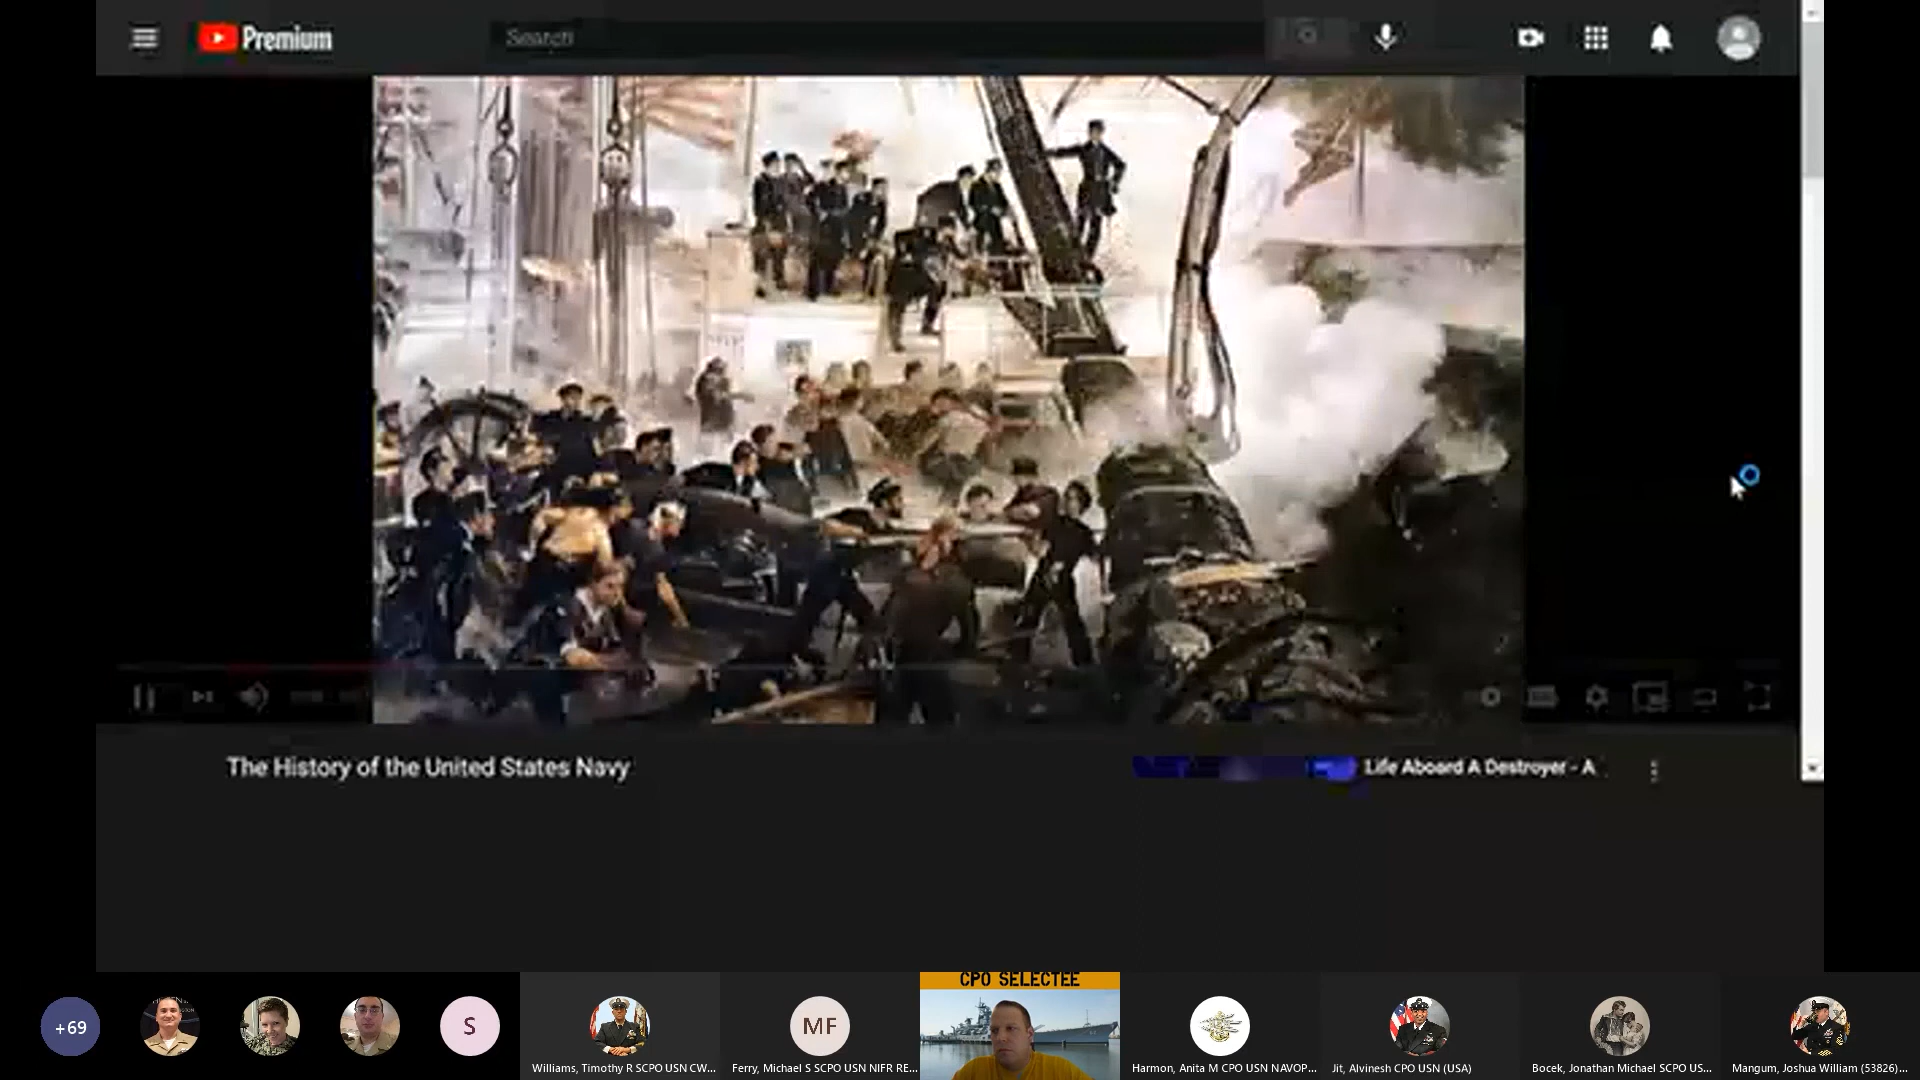 Premium
Search
The History of the United States Navy
Life Aboard A Destroyer - A
CPO SELECTEE
+69
S
MF
Williams, Timothy R SCPO USN CW...
Ferry, Michael S SCPO USN NIFR RE...
Harmon, Anita M CPO USN NAVOP...
Jit, Alvinesh CPO USN (USA)
Bocek, Jonathan Michael SCPO US...
Mangum, Joshua William (53826)...